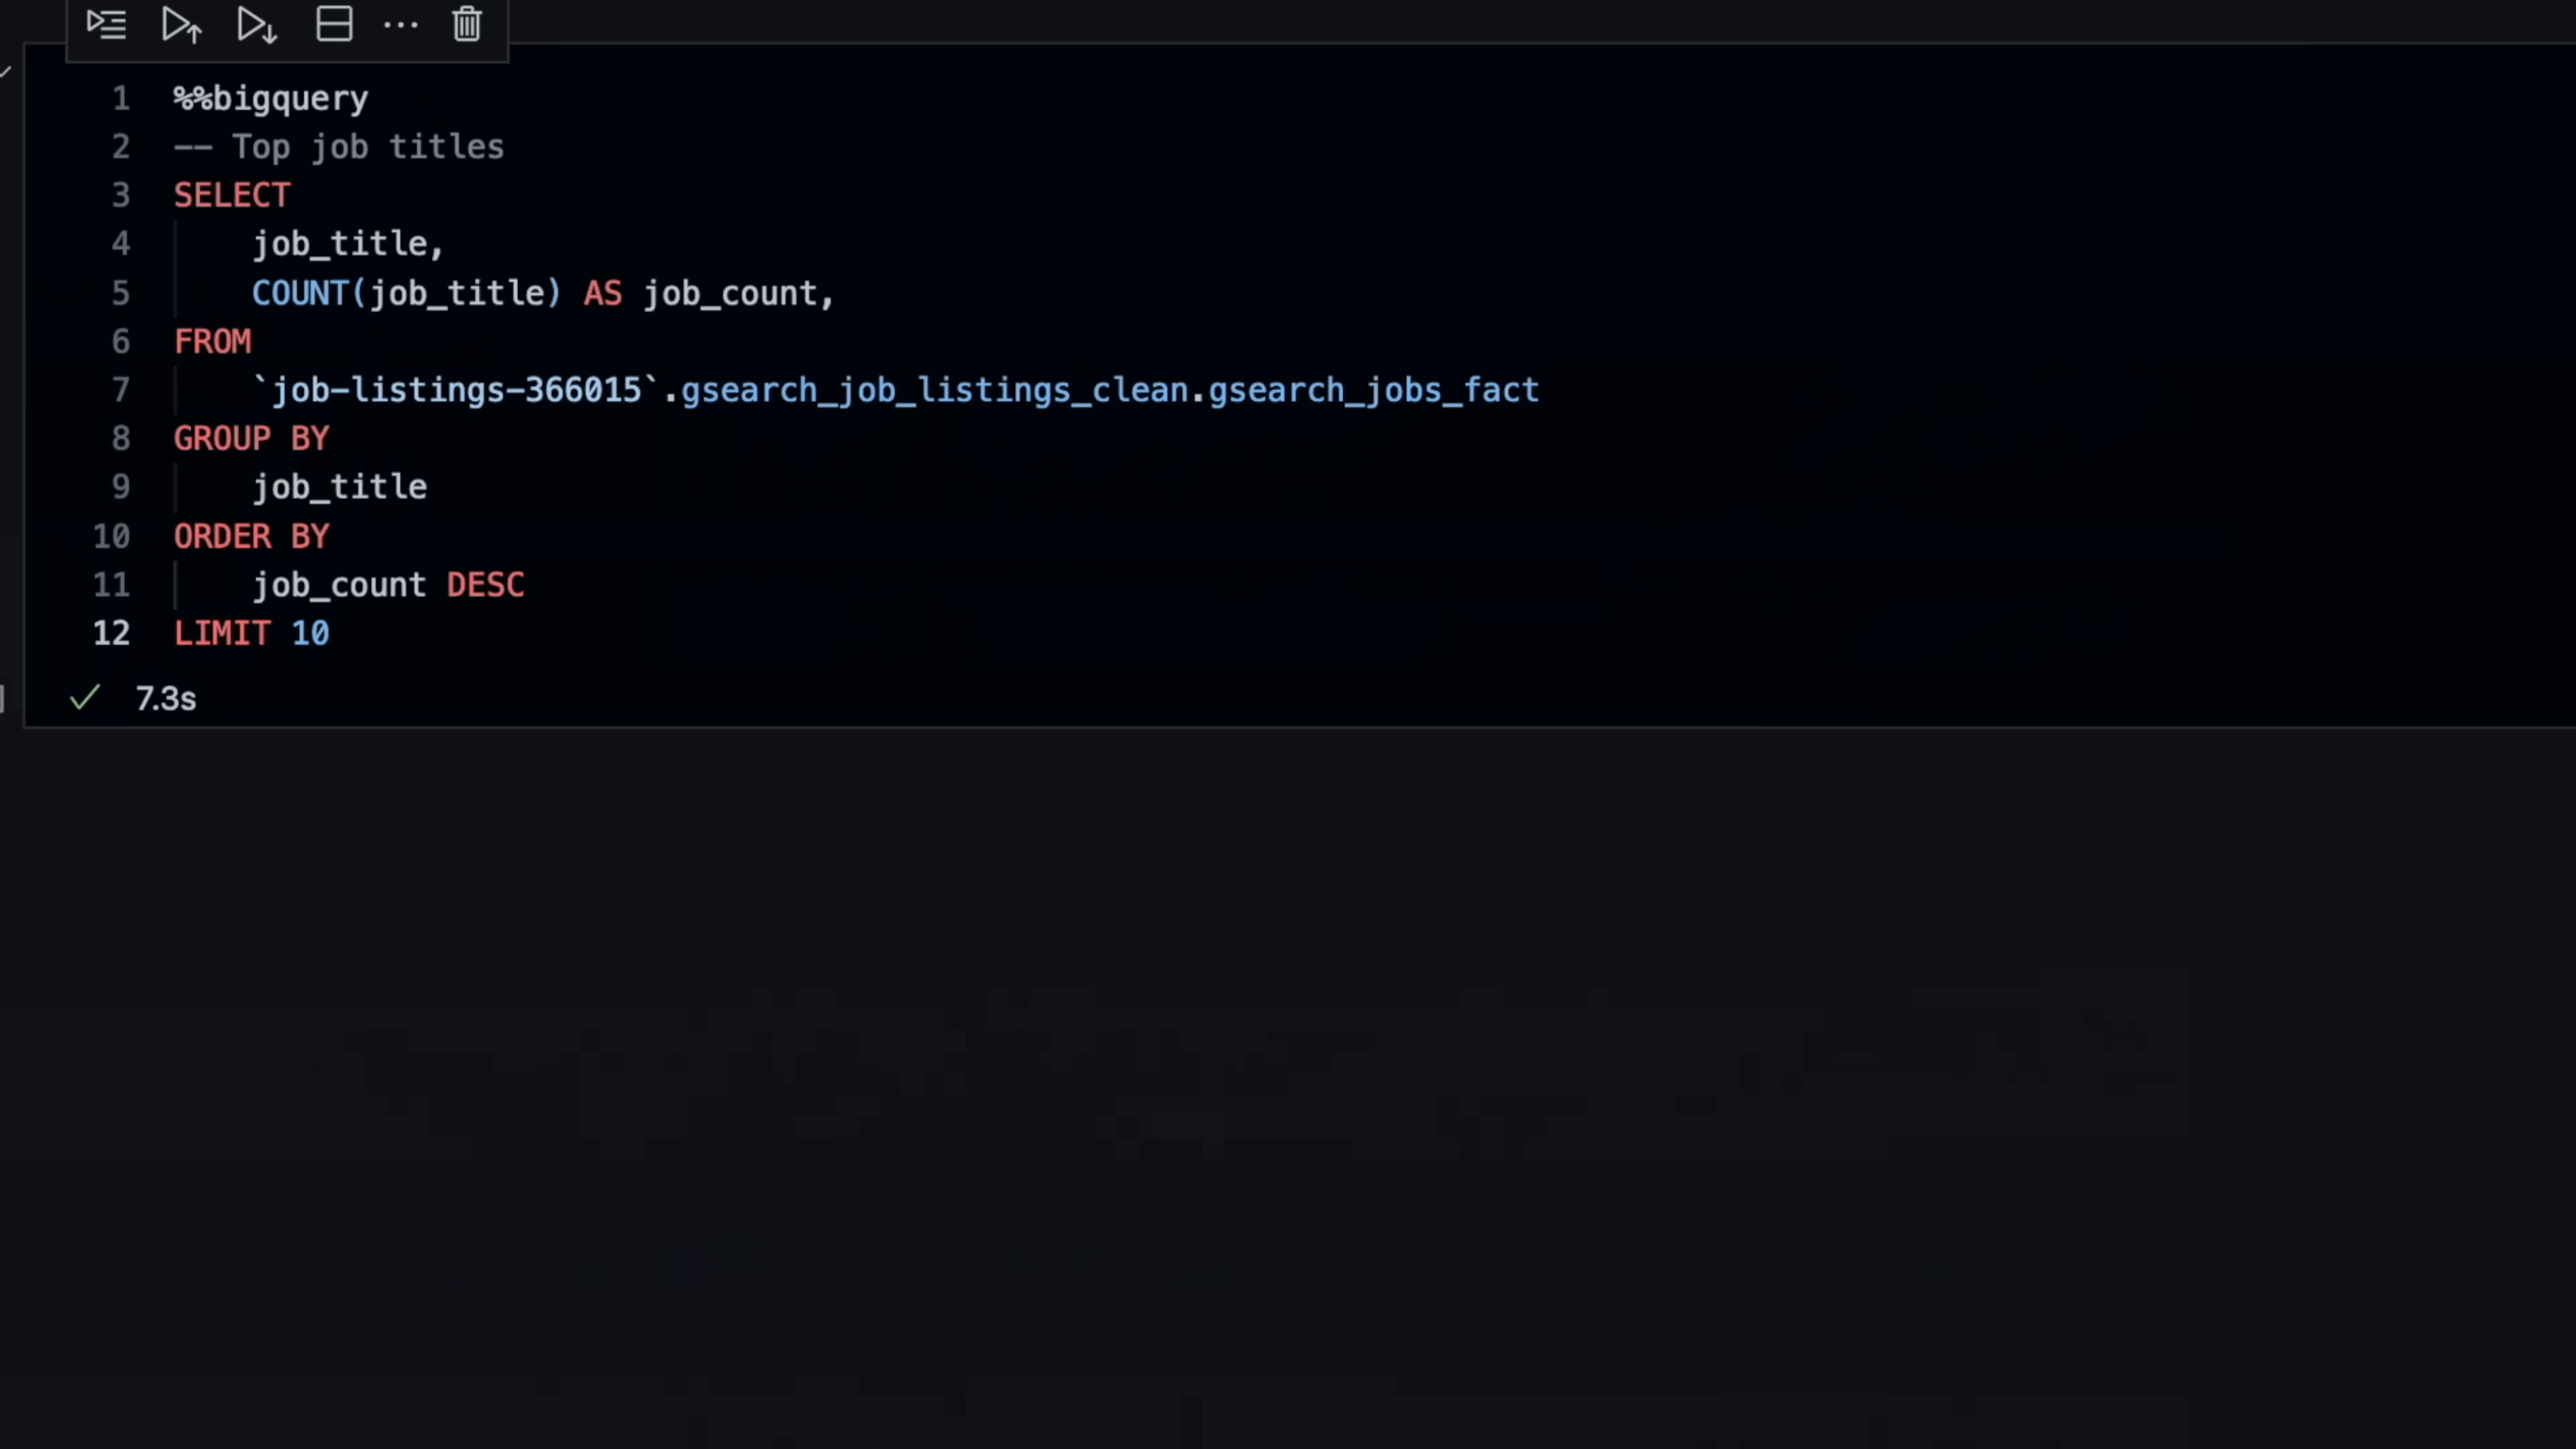 1 %%bigquery
2 -- Top job titles
3 SELECT
4 job_title,
5 COUNT(job_title) AS job_count,
6 FROM
7 `job-listings-366015`.gsearch_job_listings_clean.gsearch_jobs_fact
8 GROUP BY
9 job_title
10 ORDER BY
11 job_count DESC
12 LIMIT 10
7.3s